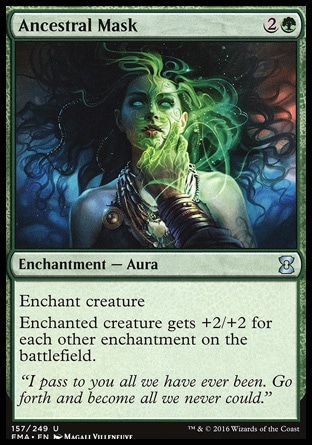 Ancestral Mask 2
Enchantment — Aura
Enchant creature
Enchanted creature gets +2/+2 for
each other enchantment on the
battlefield.
“I pass to you all we have ever been. Go
forth and become all we never could.”
157/249 U
EMA • EN Magali Villeneuve
™ & © 2016 Wizards of the Coast